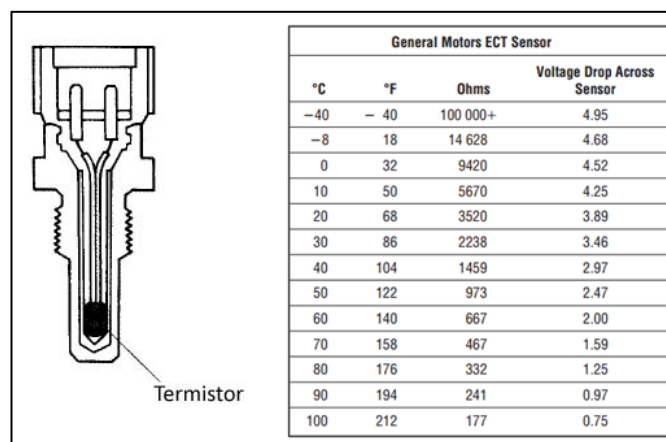 General Motors ECT Sensor
°C °F Ohms Voltage Drop Across Sensor
−40 − 40 100 000+ 4.95
−8 18 14 628 4.68
0 32 9420 4.52
10 50 5670 4.25
20 68 3520 3.89
30 86 2238 3.46
40 104 1459 2.97
50 122 973 2.47
60 140 667 2.00
70 158 467 1.59
80 176 332 1.25
90 194 241 0.97
100 212 177 0.75
Termistor